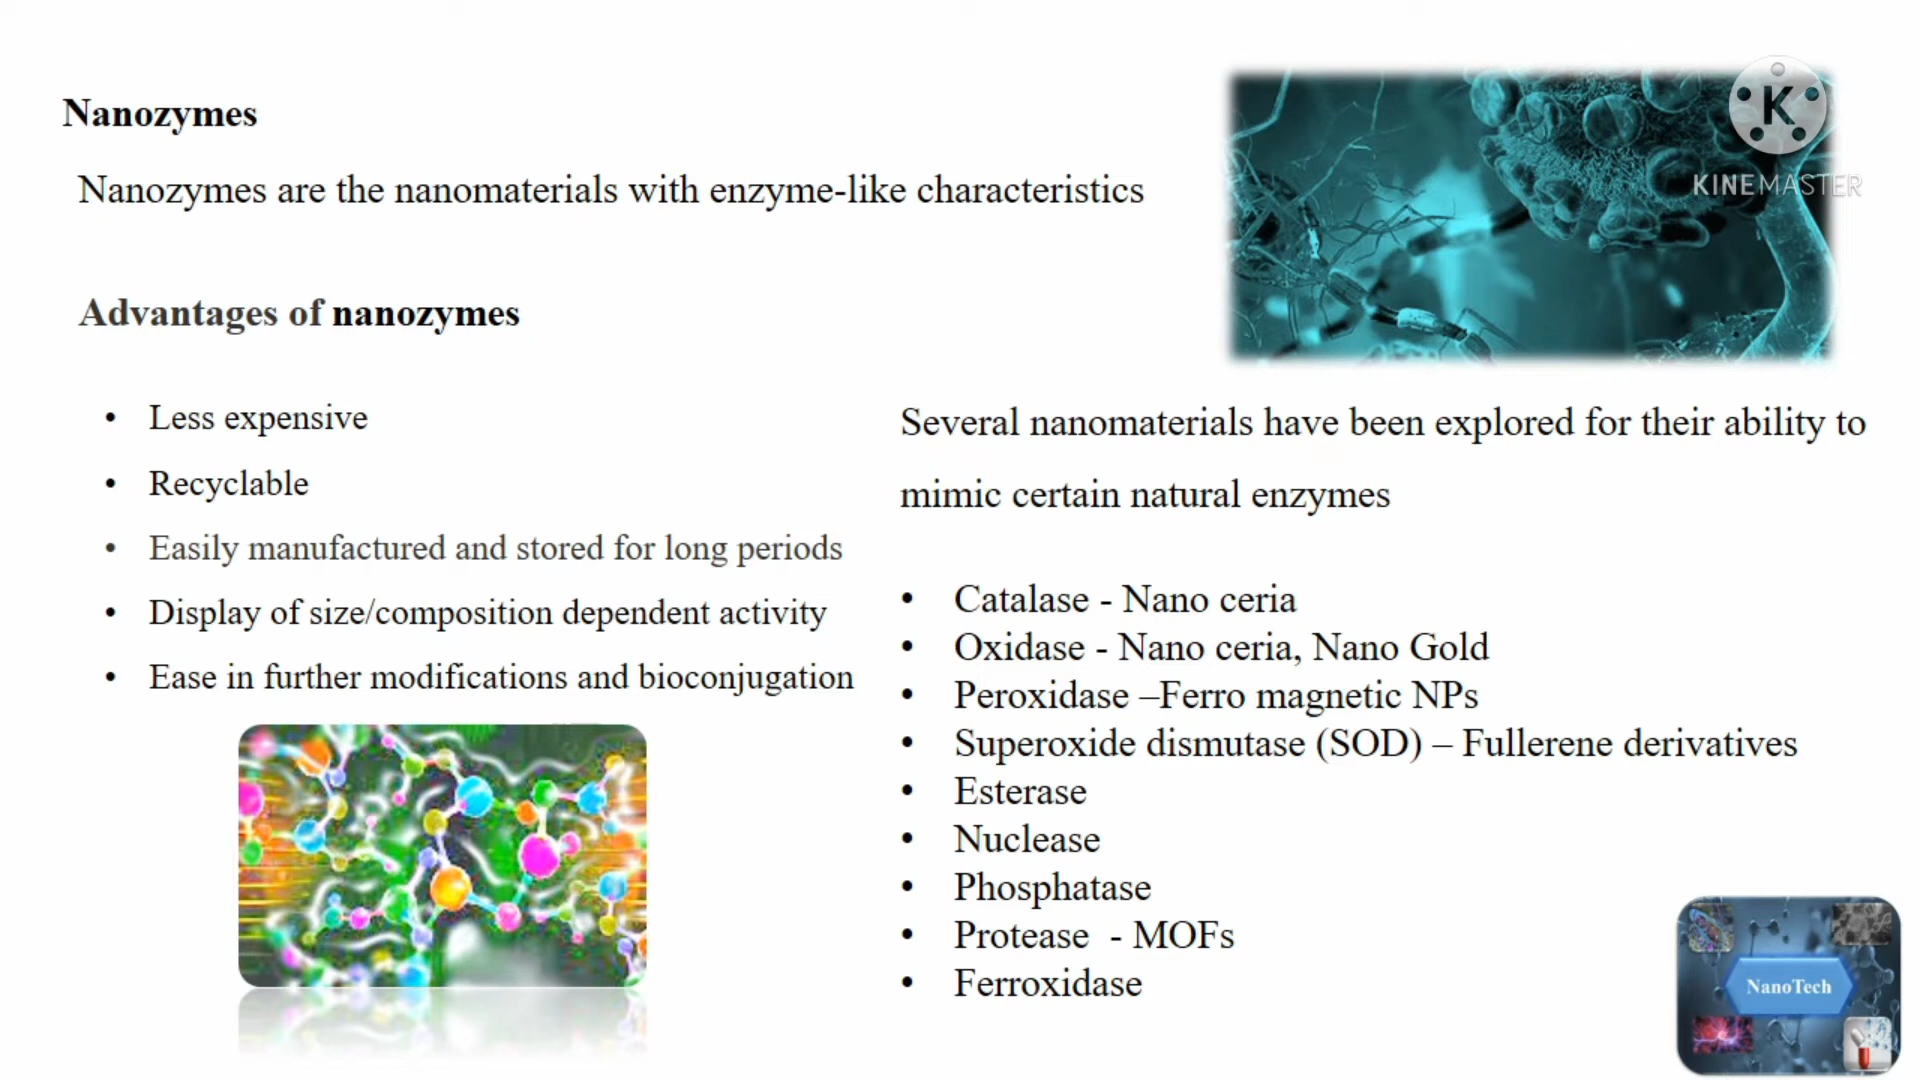 Nanozymes
Nanozymes are the nanomaterials with enzyme-like characteristics
K
KINEMASTER
Advantages of nanozymes
• Less expensive
• Recyclable
• Easily manufactured and stored for long periods
• Display of size/composition dependent activity
• Ease in further modifications and bioconjugation
Several nanomaterials have been explored for their ability to
mimic certain natural enzymes
• Catalase - Nano ceria
• Oxidase - Nano ceria, Nano Gold
• Peroxidase –Ferro magnetic NPs
• Superoxide dismutase (SOD) – Fullerene derivatives
• Esterase
• Nuclease
• Phosphatase
• Protease  - MOFs
• Ferroxidase
NanoTech